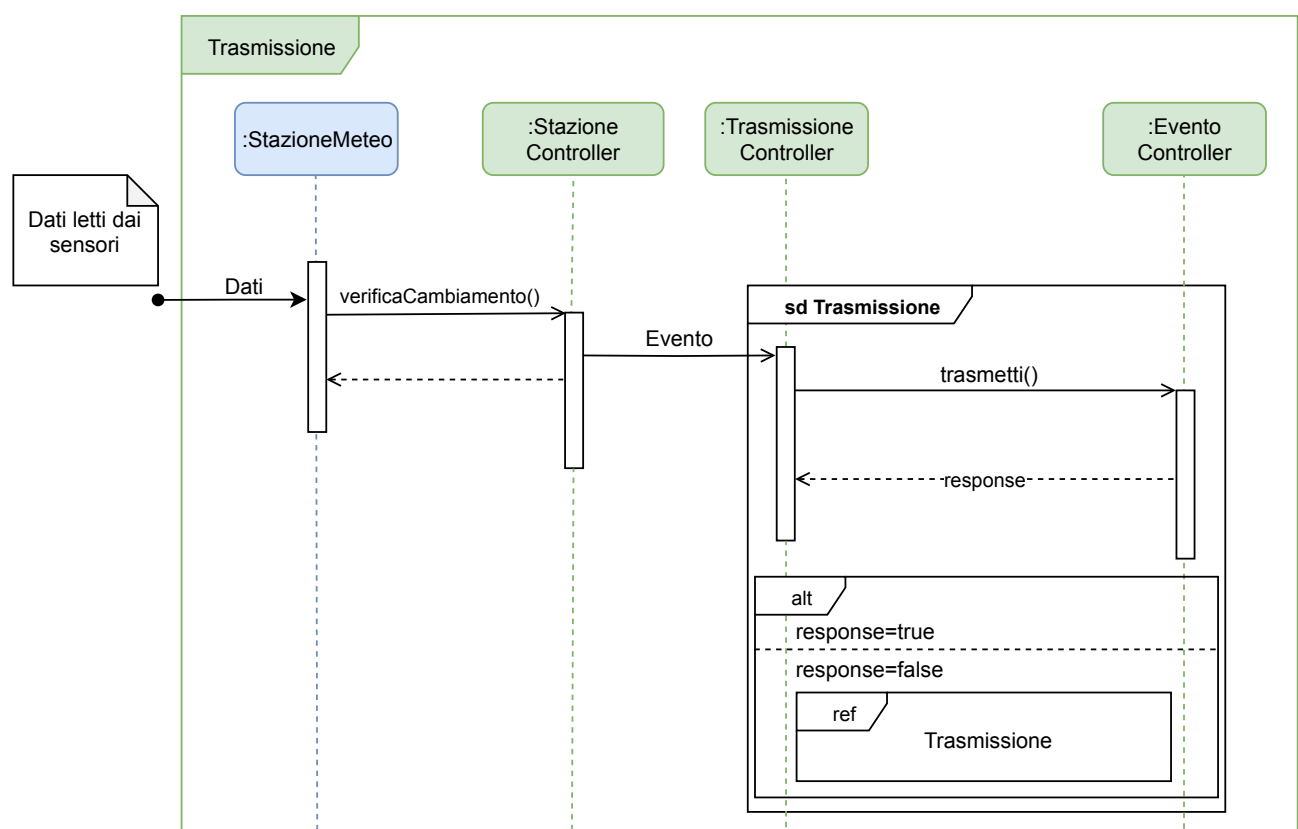 Trasmissione
:StazioneMeteo
:Stazione
Controller
:Trasmissione
Controller
:Evento
Controller
Dati letti dai
sensori
Dati
verificaCambiamento()
Evento
sd Trasmissione
trasmetti()
response
alt
response=true
response=false
ref
Trasmissione